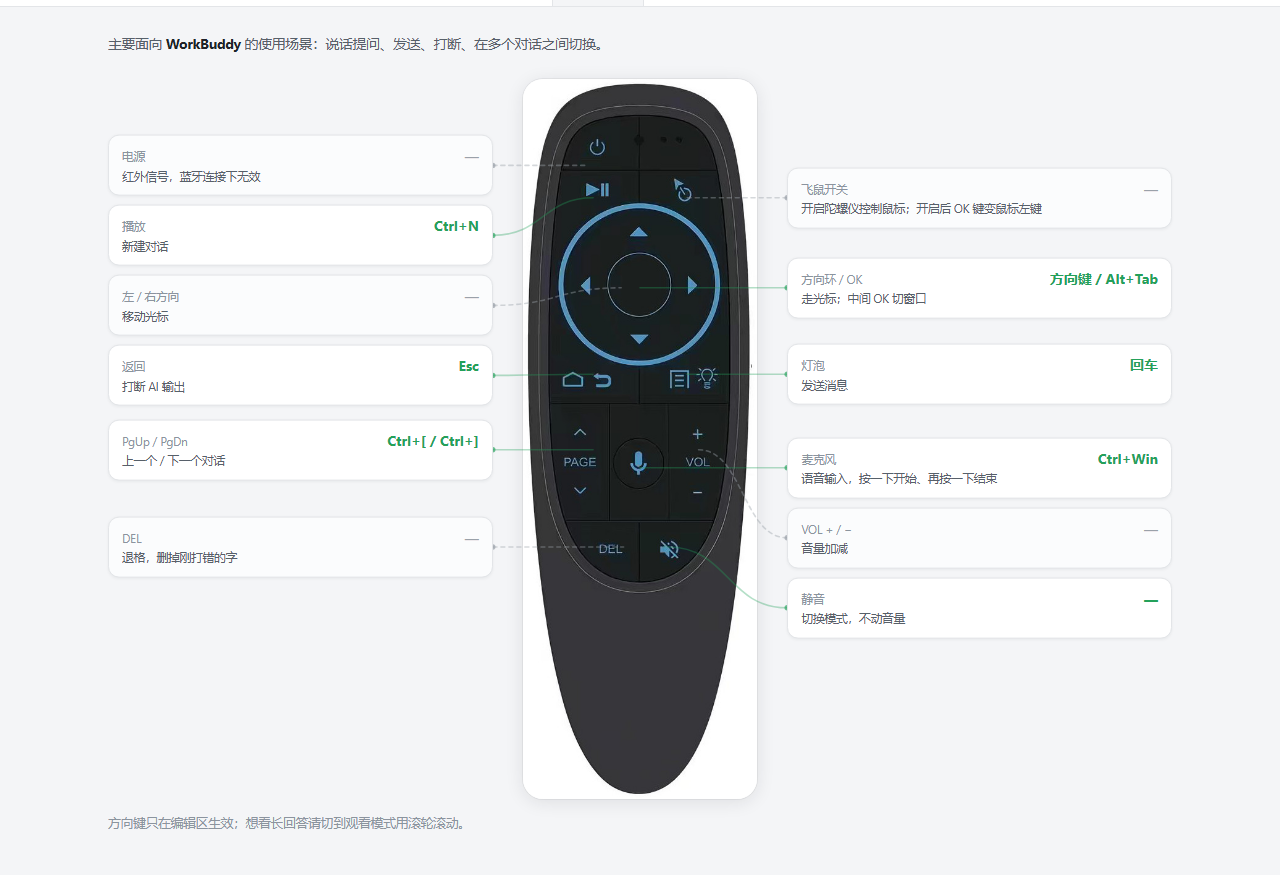 主要面向 WorkBuddy 的使用场景：说话提问、发送、打断、在多个对话之间切换。
电源 —
红外信号，蓝牙连接下无效
播放 Ctrl+N
新建对话
左 / 右方向 —
移动光标
返回 Esc
打断 AI 输出
PgUp / PgDn Ctrl+[ / Ctrl+]
上一个 / 下一个对话
DEL —
退格，删掉刚打错的字
PAGE
VOL
+
−
DEL
飞鼠开关 —
开启陀螺仪控制鼠标；开启后 OK 键变鼠标左键
方向环 / OK 方向键 / Alt+Tab
走光标；中间 OK 切窗口
灯泡 回车
发送消息
麦克风 Ctrl+Win
语音输入，按一下开始、再按一下结束
VOL + / − —
音量加减
静音 —
切换模式，不动音量
方向键只在编辑区生效；想看长回答请切到观看模式用滚轮滚动。